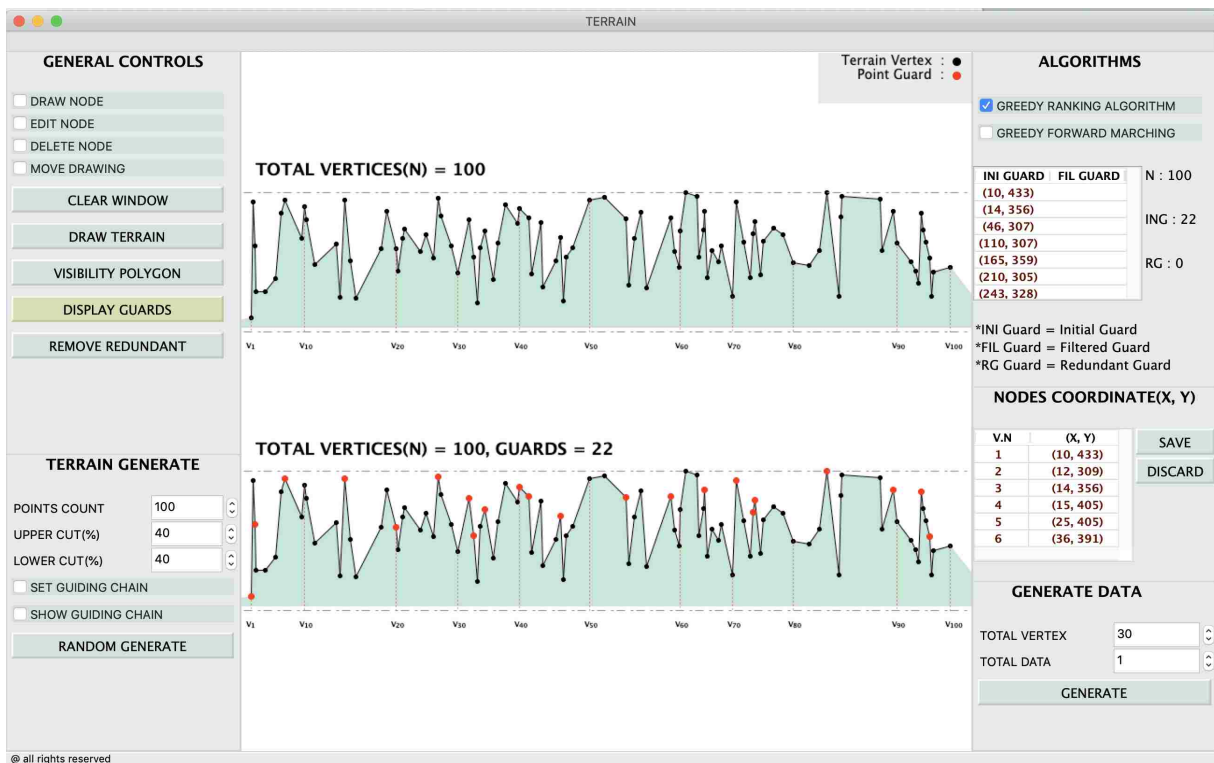 TERRAIN
GENERAL CONTROLS
DRAW NODE
EDIT NODE
DELETE NODE
MOVE DRAWING
CLEAR WINDOW
DRAW TERRAIN
VISIBILITY POLYGON
DISPLAY GUARDS
REMOVE REDUNDANT
TERRAIN GENERATE
POINTS COUNT 100
UPPER CUT(%) 40
LOWER CUT(%) 40
SET GUIDING CHAIN
SHOW GUIDING CHAIN
RANDOM GENERATE
@ all rights reserved
Terrain Vertex :
Point Guard :
TOTAL VERTICES(N) = 100
V1 V10 V20 V30 V40 V50 V60 V70 V80 V90 V100
TOTAL VERTICES(N) = 100, GUARDS = 22
V1 V10 V20 V30 V40 V50 V60 V70 V80 V90 V100
ALGORITHMS
GREEDY RANKING ALGORITHM
GREEDY FORWARD MARCHING
INI GUARD FIL GUARD
(10, 433)
(14, 356)
(46, 307)
(110, 307)
(165, 359)
(210, 305)
(243, 328)
N : 100
ING : 22
RG : 0
*INI Guard = Initial Guard
*FIL Guard = Filtered Guard
*RG Guard = Redundant Guard
NODES COORDINATE(X, Y)
V.N (X, Y)
1 (10, 433)
2 (12, 309)
3 (14, 356)
4 (15, 405)
5 (25, 405)
6 (36, 391)
SAVE
DISCARD
GENERATE DATA
TOTAL VERTEX 30
TOTAL DATA 1
GENERATE